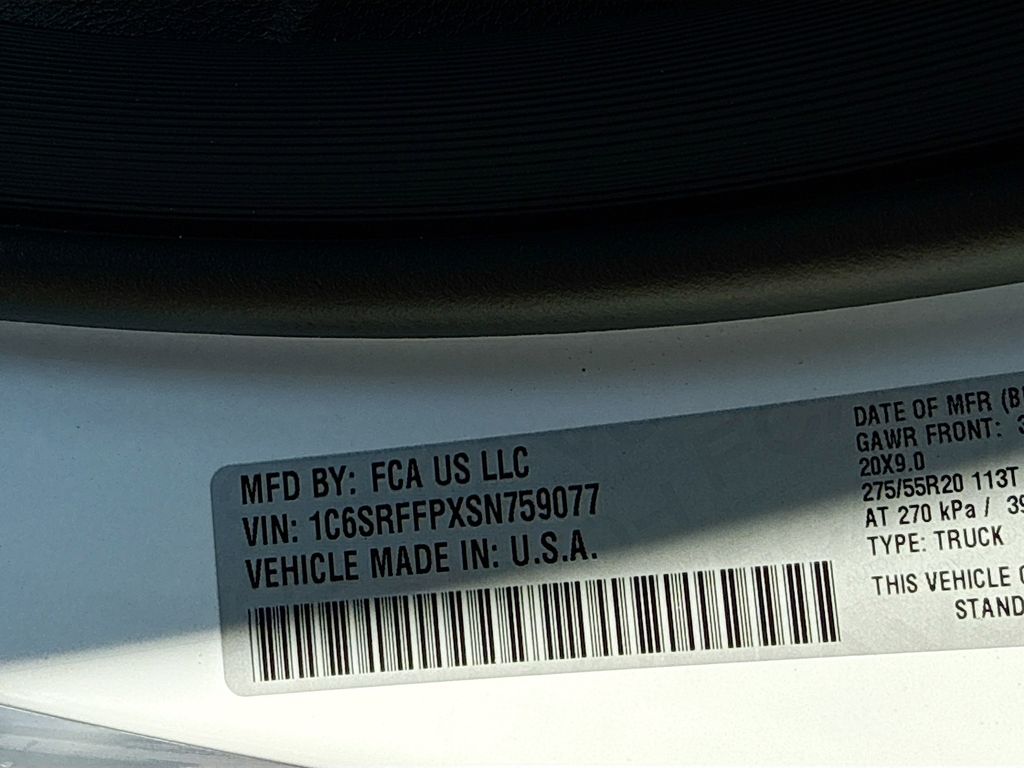 MFD BY: FCA US LLC
VIN: 1C6SRFFPXSN759077
VEHICLE MADE IN: U.S.A.
DATE OF MFR
GAWR FRONT:
20X9.0
275/55R20 113T
AT 270 kPa /
TYPE: TRUCK
THIS VEHICLE